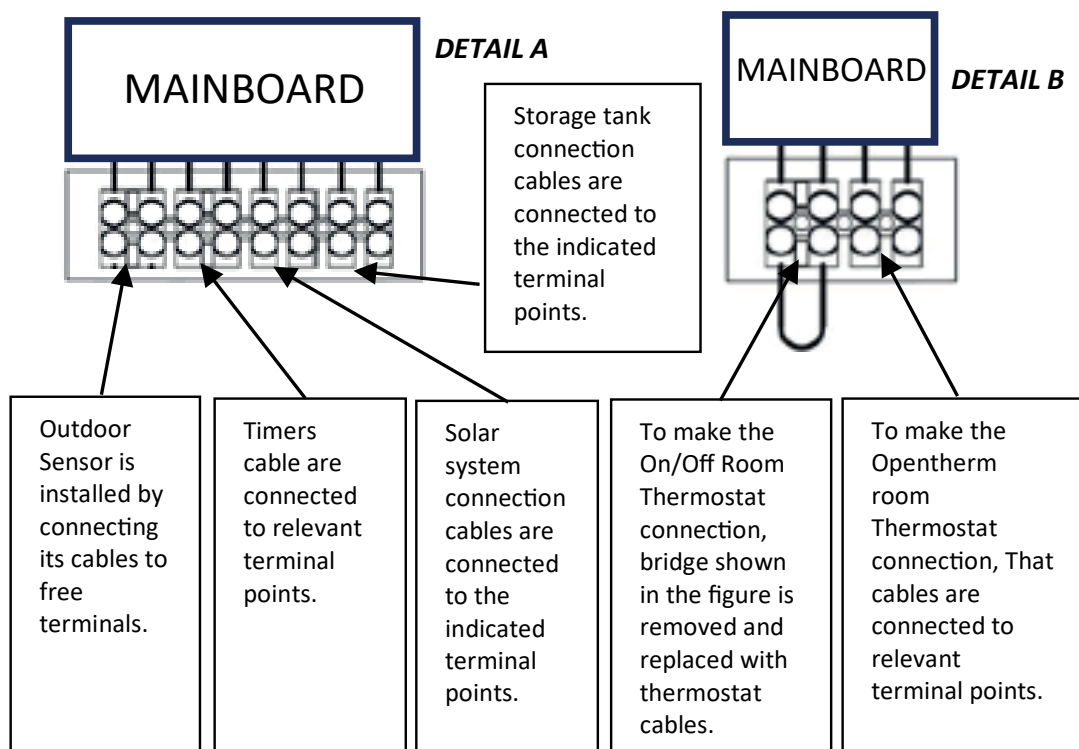 MAINBOARD
DETAIL A
MAINBOARD
DETAIL B
Storage tank
connection
cables are
connected to
the indicated
terminal
points.
Outdoor
Sensor is
installed by
connecting
its cables to
free
terminals.
Timers
cable are
connected
to relevant
terminal
points.
Solar
system
connection
cables are
connected
to the
indicated
terminal
points.
To make the
On/Off Room
Thermostat
connection,
bridge shown
in the figure is
removed and
replaced with
thermostat
cables.
To make the
Opentherm
room
Thermostat
connection, That
cables are
connected to
relevant
terminal points.